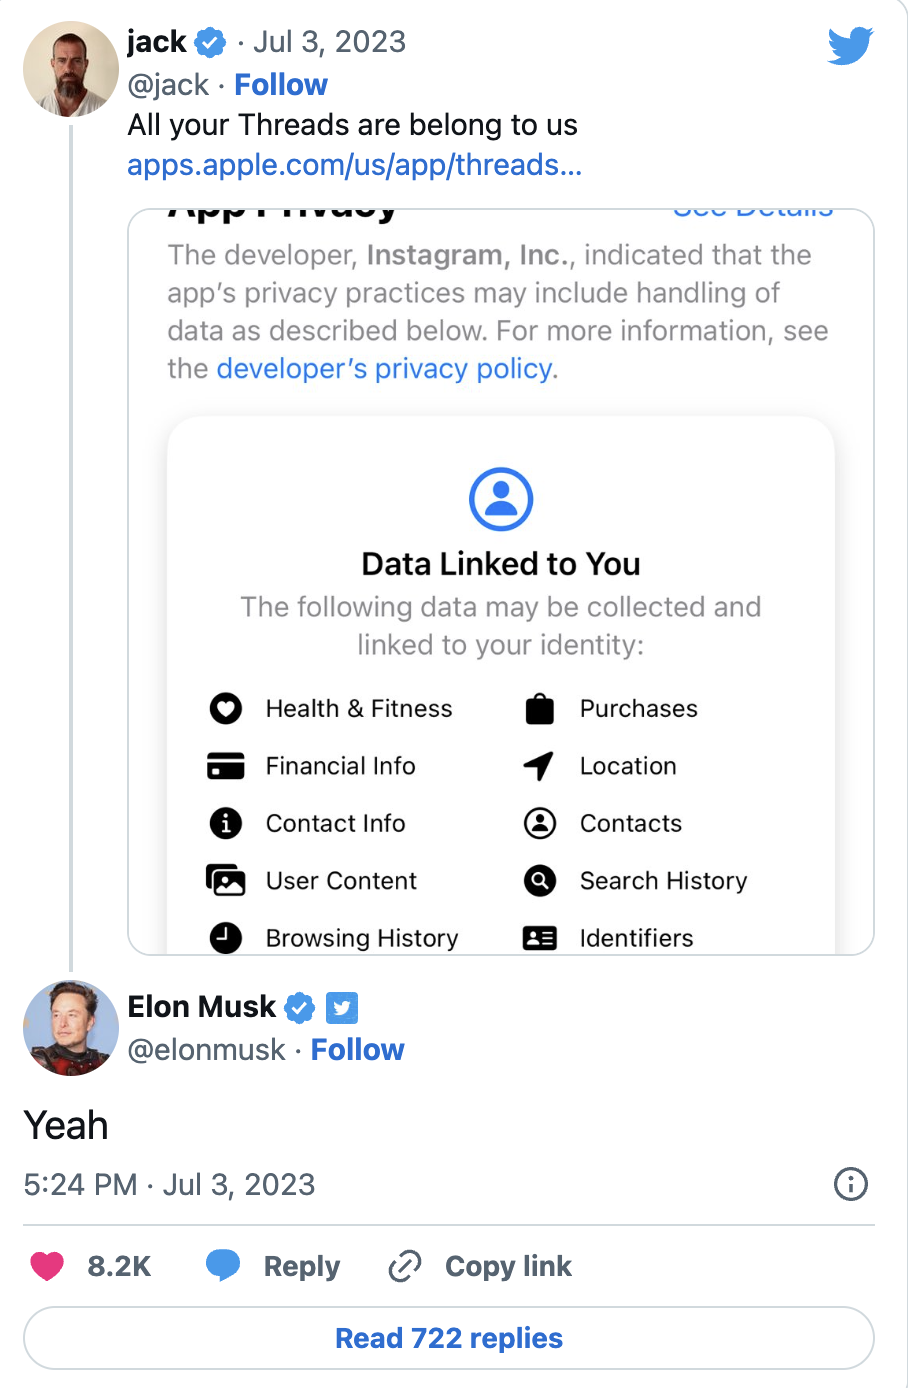 jack · Jul 3, 2023
@jack · Follow
All your Threads are belong to us
apps.apple.com/us/app/threads...
App Privacy See Details
The developer, Instagram, Inc., indicated that the
app's privacy practices may include handling of
data as described below. For more information, see
the developer's privacy policy.
Data Linked to You
The following data may be collected and
linked to your identity:
Health & Fitness Purchases
Financial Info Location
Contact Info Contacts
User Content Search History
Browsing History Identifiers
Elon Musk
@elonmusk · Follow
Yeah
5:24 PM · Jul 3, 2023
8.2K Reply Copy link
Read 722 replies